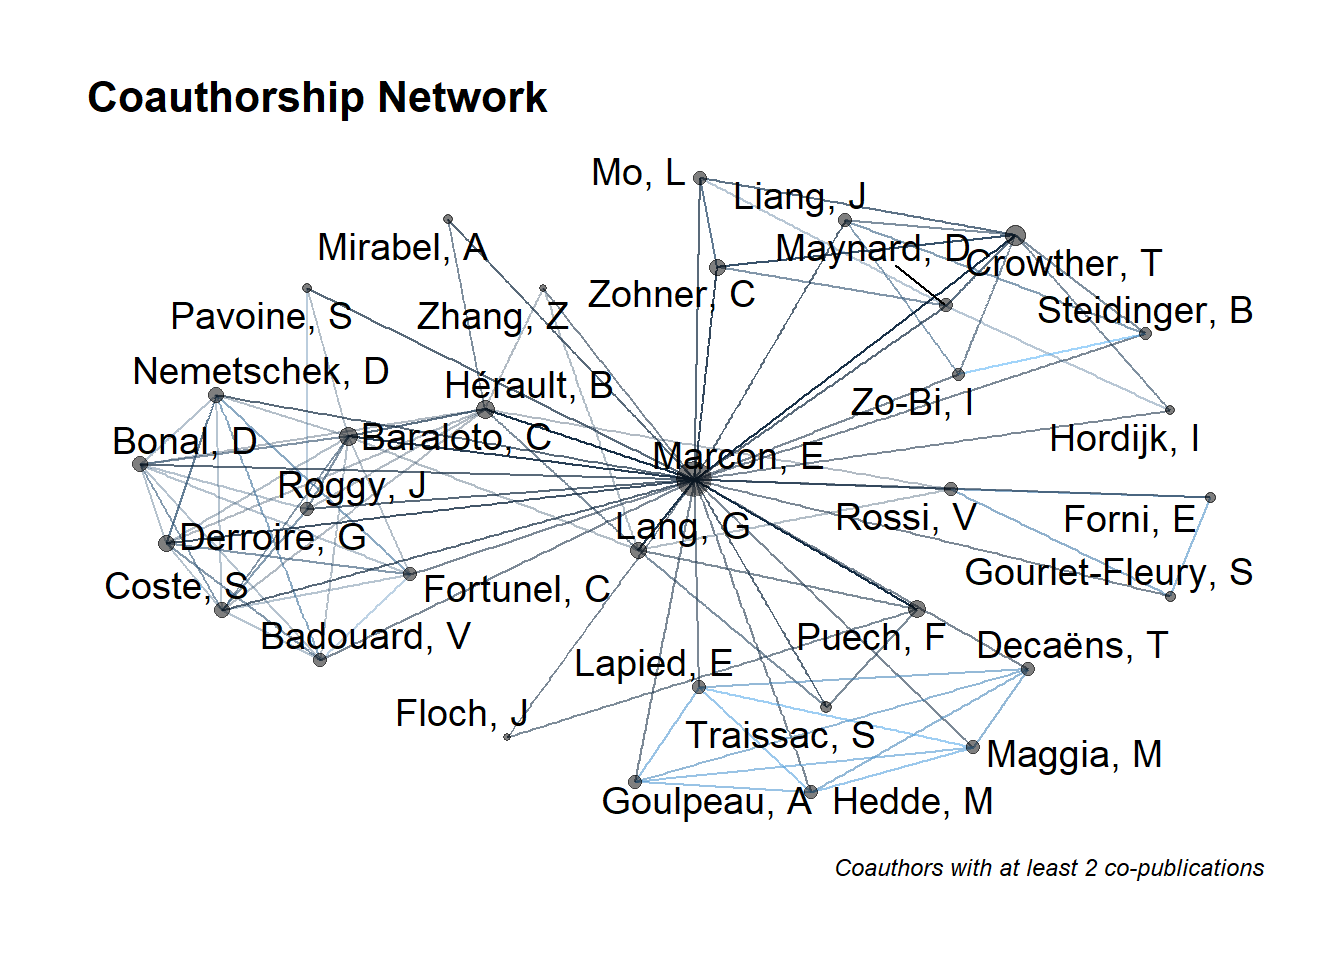 Coauthorship Network
Mo, L
Liang, J
Mirabel, A
Maynard, D
Crowther, T
Zohner, C
Pavoine, S
Zhang, Z
Steidinger, B
Nemetschek, D
Hérault, B
Zo-Bi, I
Bonal, D
Baraloto, C
Hordijk, I
Marcon, E
Roggy, J
Rossi, V
Forni, E
Lang, G
Derroire, G
Gourlet-Fleury, S
Coste, S
Fortunel, C
Badouard, V
Puech, F
Decaëns, T
Lapied, E
Floch, J
Traissac, S
Maggia, M
Goulpeau, A
Hedde, M
Coauthors with at least 2 co-publications